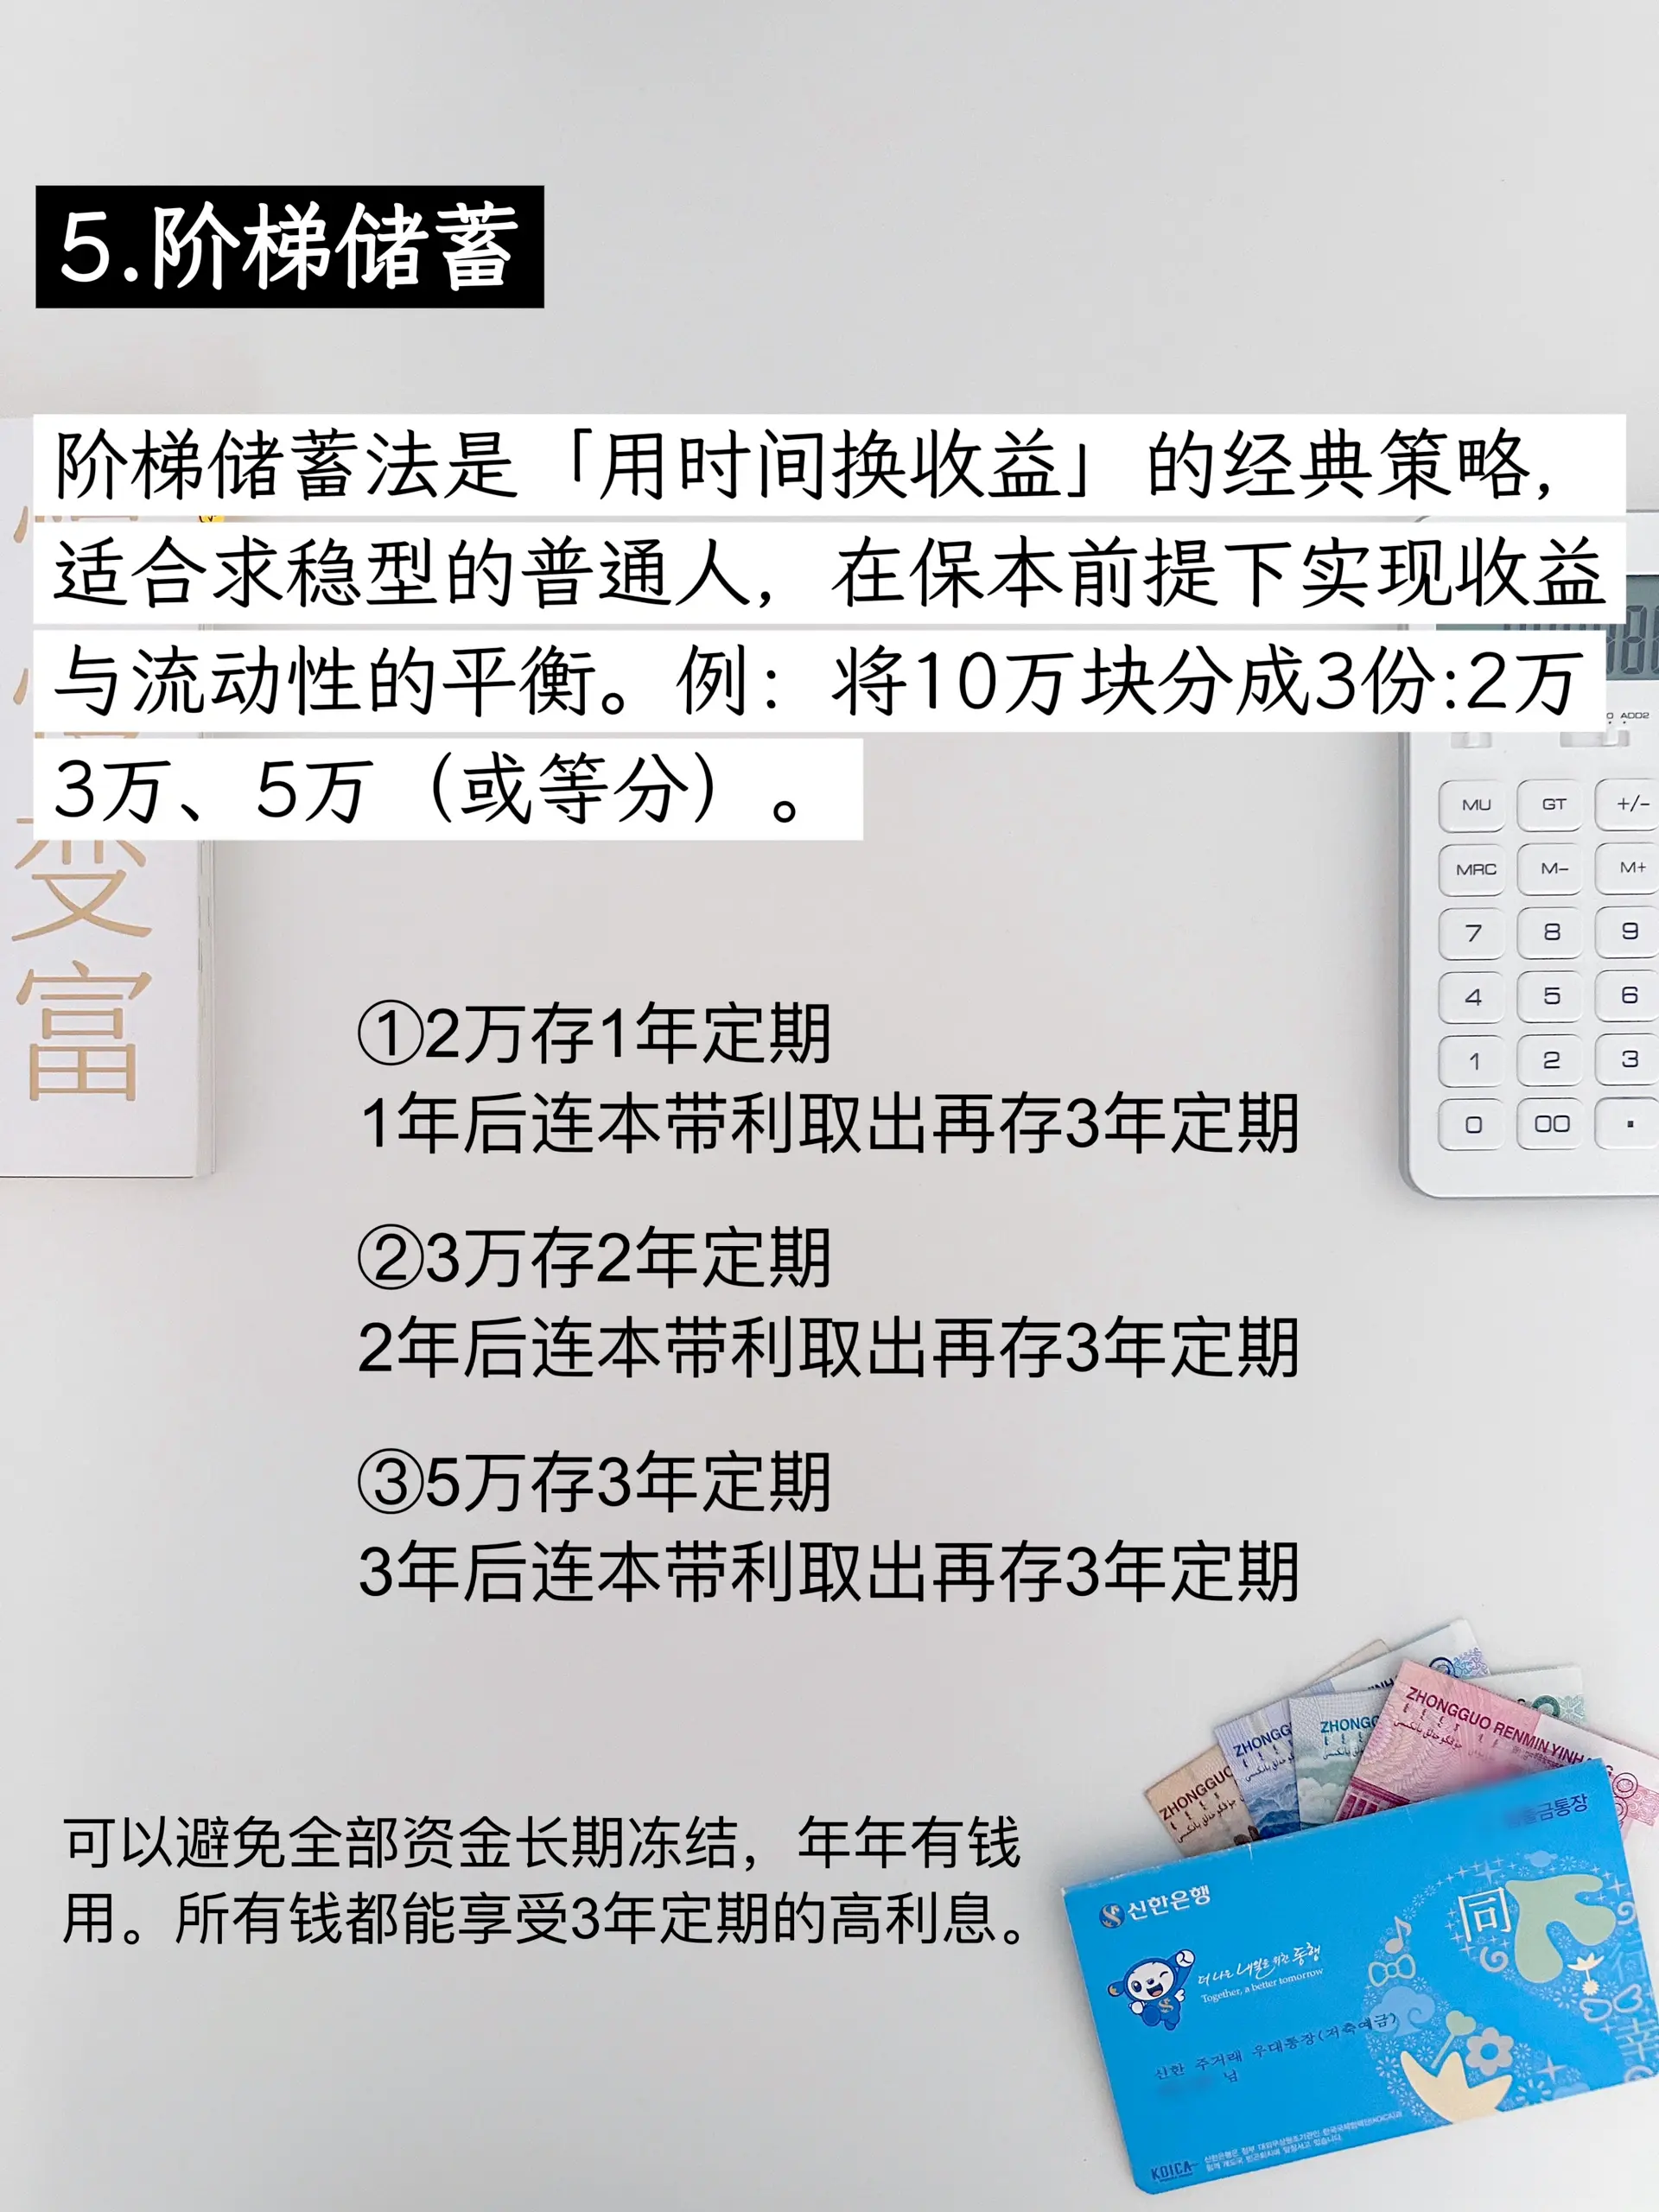 5.阶梯储蓄
阶梯储蓄法是「用时间换收益」的经典策略，
适合求稳型的普通人，在保本前提下实现收益
与流动性的平衡。例：将10万块分成3份:2万
3万、5万（或等分）。
变
富
ADD2
MU GT +/-
MRC M- M+
7 8 9
4 5 6
1 2 3
0 00 .
①2万存1年定期
1年后连本带利取出再存3年定期
②3万存2年定期
2年后连本带利取出再存3年定期
③5万存3年定期
3年后连本带利取出再存3年定期
可以避免全部资金长期冻结，年年有钱
用。所有钱都能享受3年定期的高利息。
ZHONGGUO
ZHONGG
ZHONGG
ZHONGGUO RENMIN YINH
금통장
신한은행
同
行
幸
더 나은 내일을 위한 동행
Together, a better tomorrow
신한 주거래 우대통장(저축예금)
님
KOICA